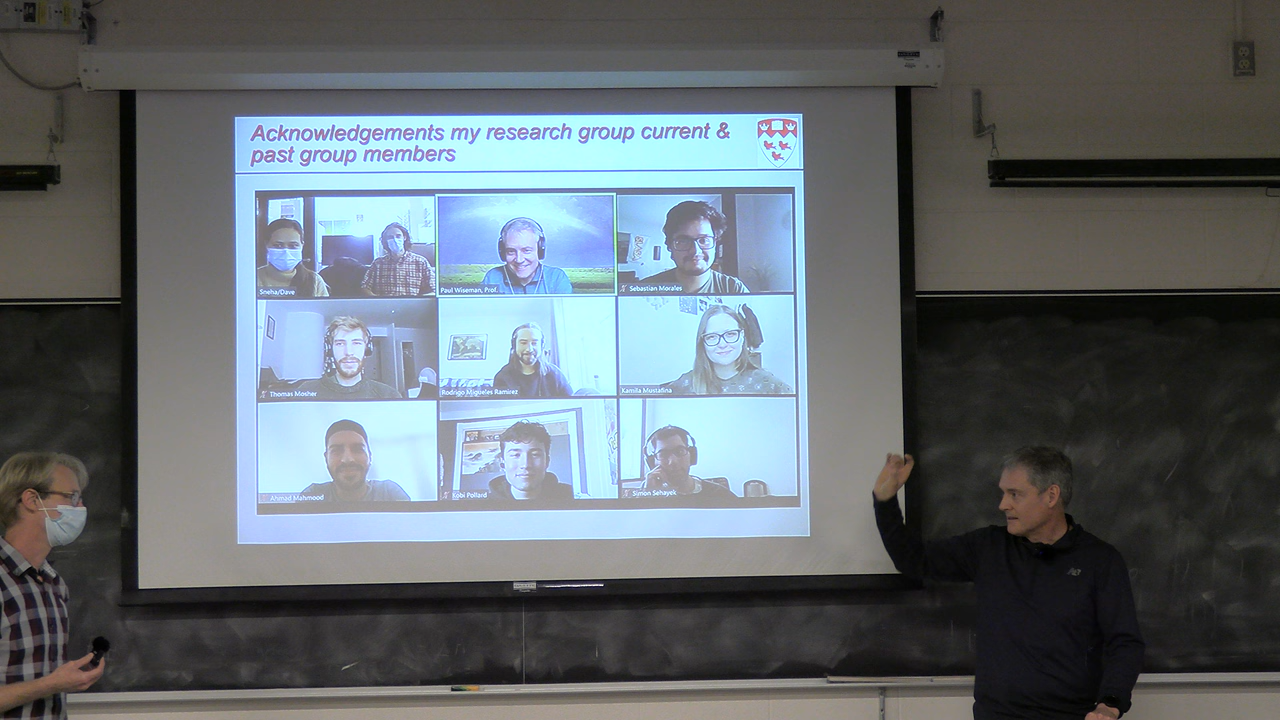 Acknowledgements my research group current &
past group members
Sneha/Dave
Paul Wiseman, Prof.
Sebastian Morales
Thomas Mosher
Rodrigo Migueles Ramirez
Kamila Mustafina
Ahmad Mahmood
Kobi Pollard
Simon Sehayek